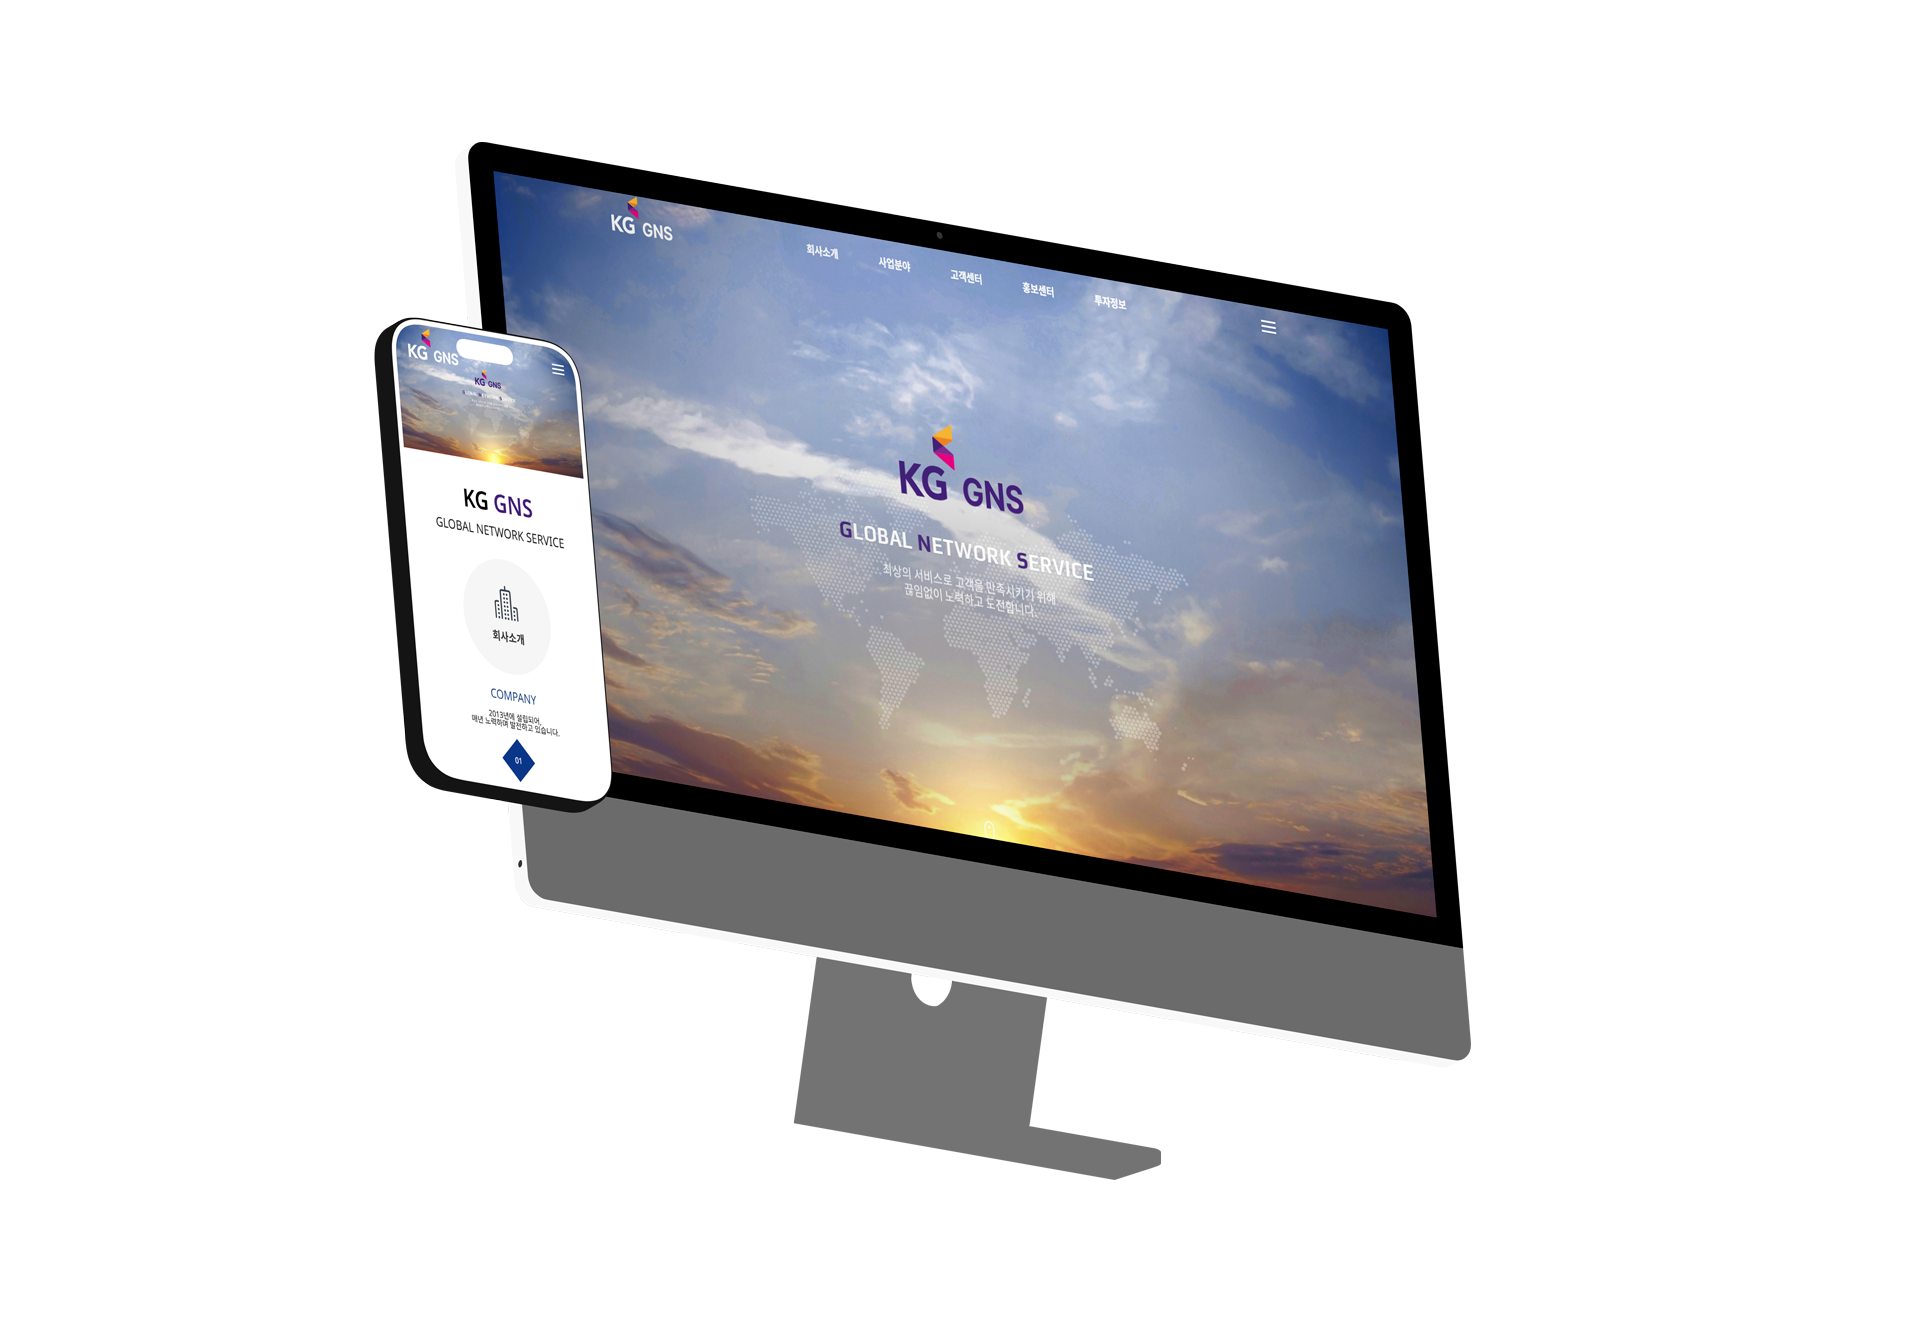 KG GNS
회사소개 사업분야 고객센터 홍보센터 투자정보
KG GNS
GLOBAL NETWORK SERVICE
최상의 서비스로 고객을 만족시키기 위해
끊임없이 노력하고 도전합니다.
KG GNS
KG GNS
KG GNS
GLOBAL NETWORK SERVICE
회사소개
COMPANY
2013년에 설립되어,
매년 노력하며 발전하고 있습니다.
01